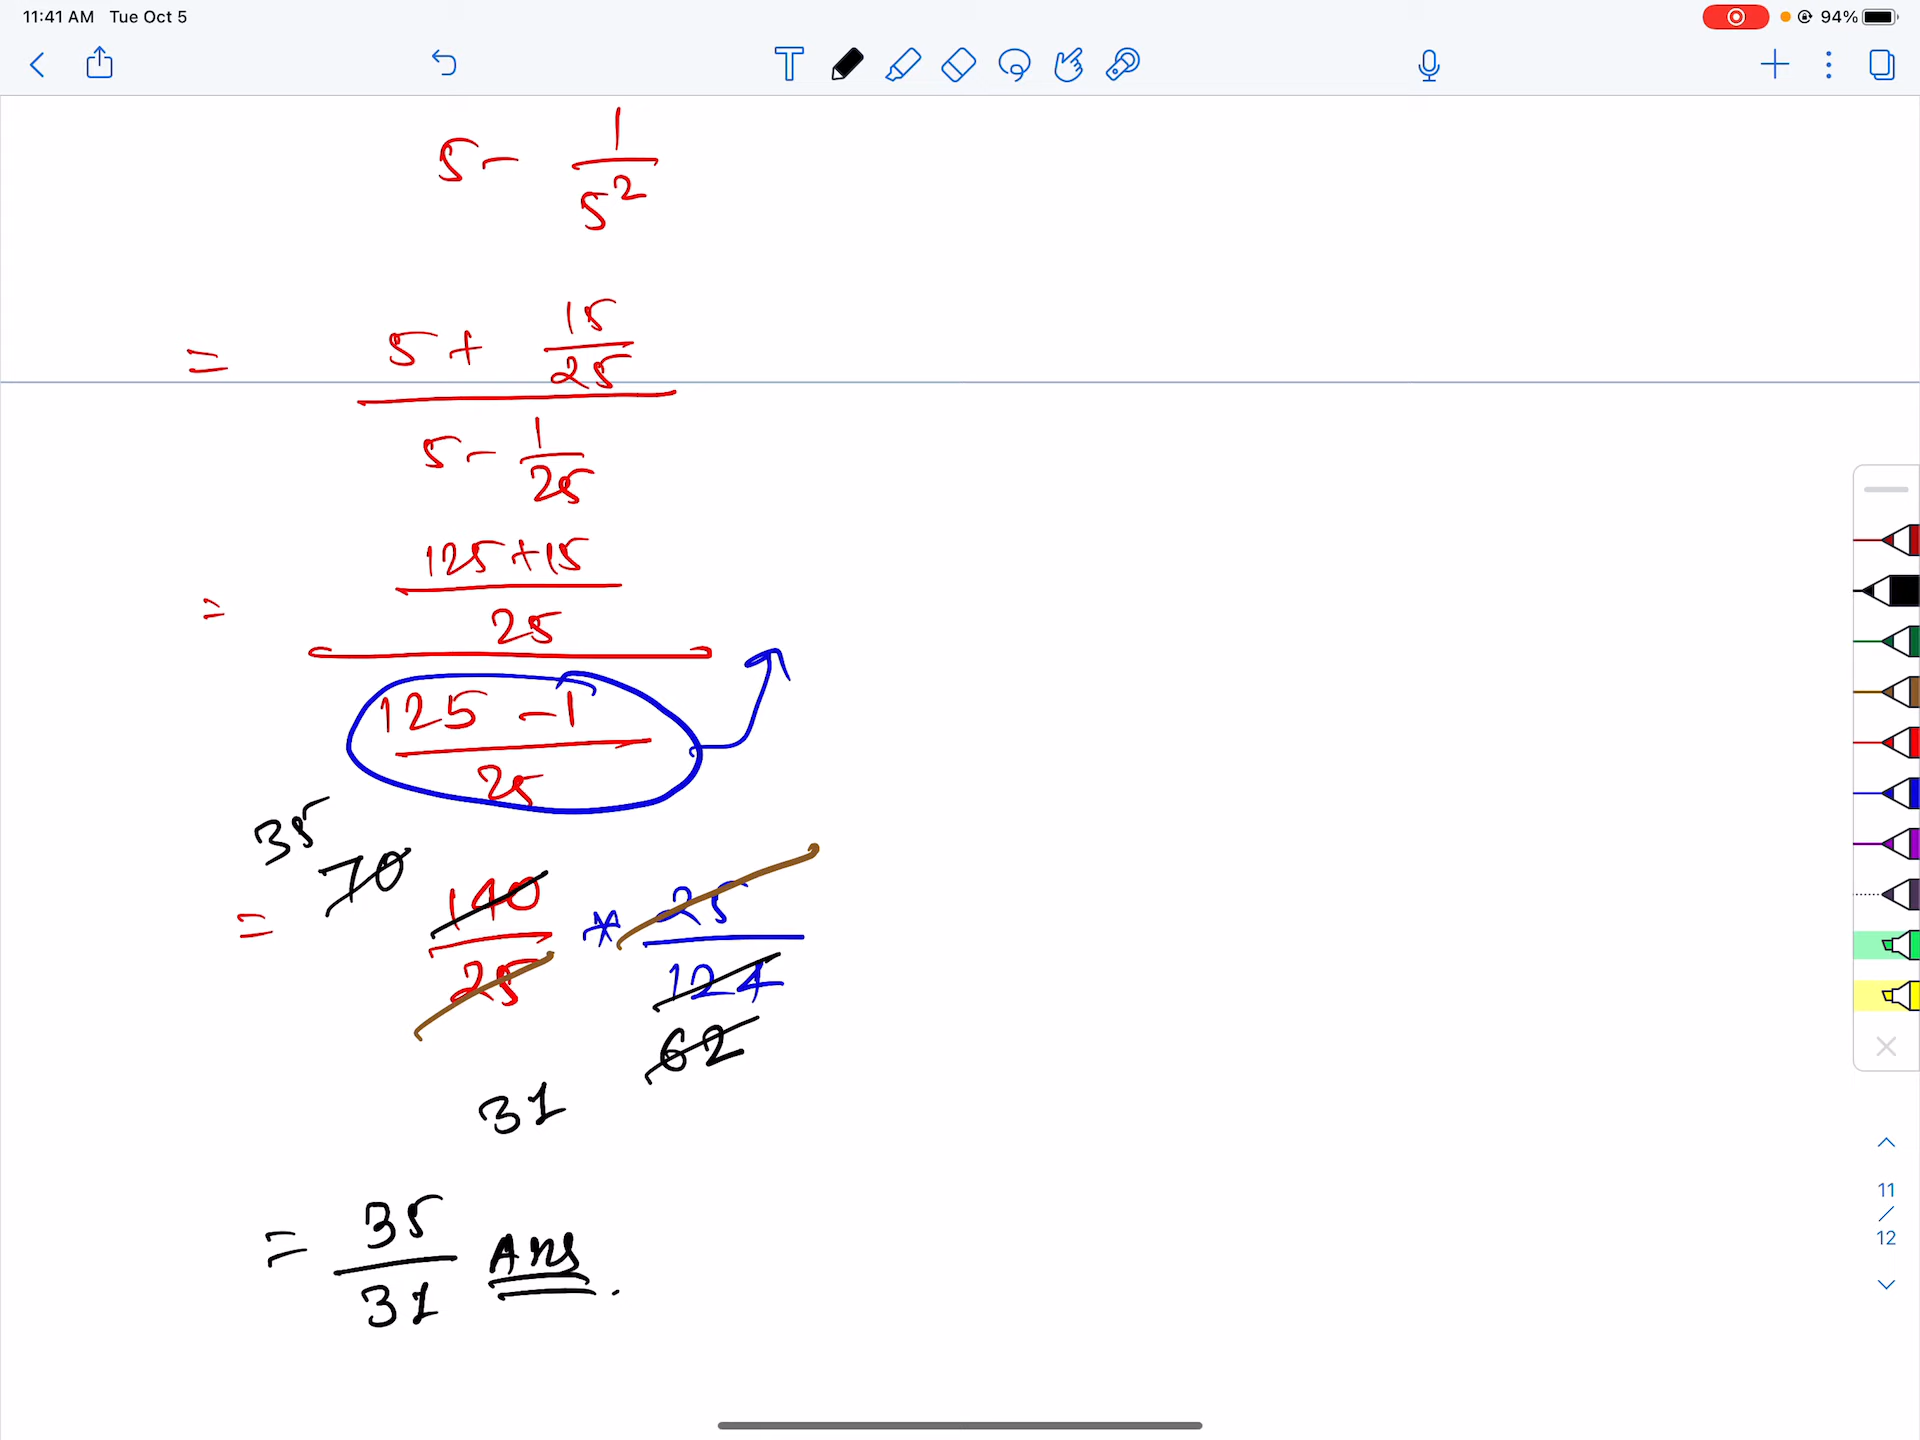 11:41 AM Tue Oct 5
94%
T
5 - 1/5²
= (5 + 15/25) / (5 - 1/25)
= ((125+15)/25) / ((125 -1)/25)
35
70
= 140/25 * 25/124
62
31
= 35/31 Ans.
11
/
12